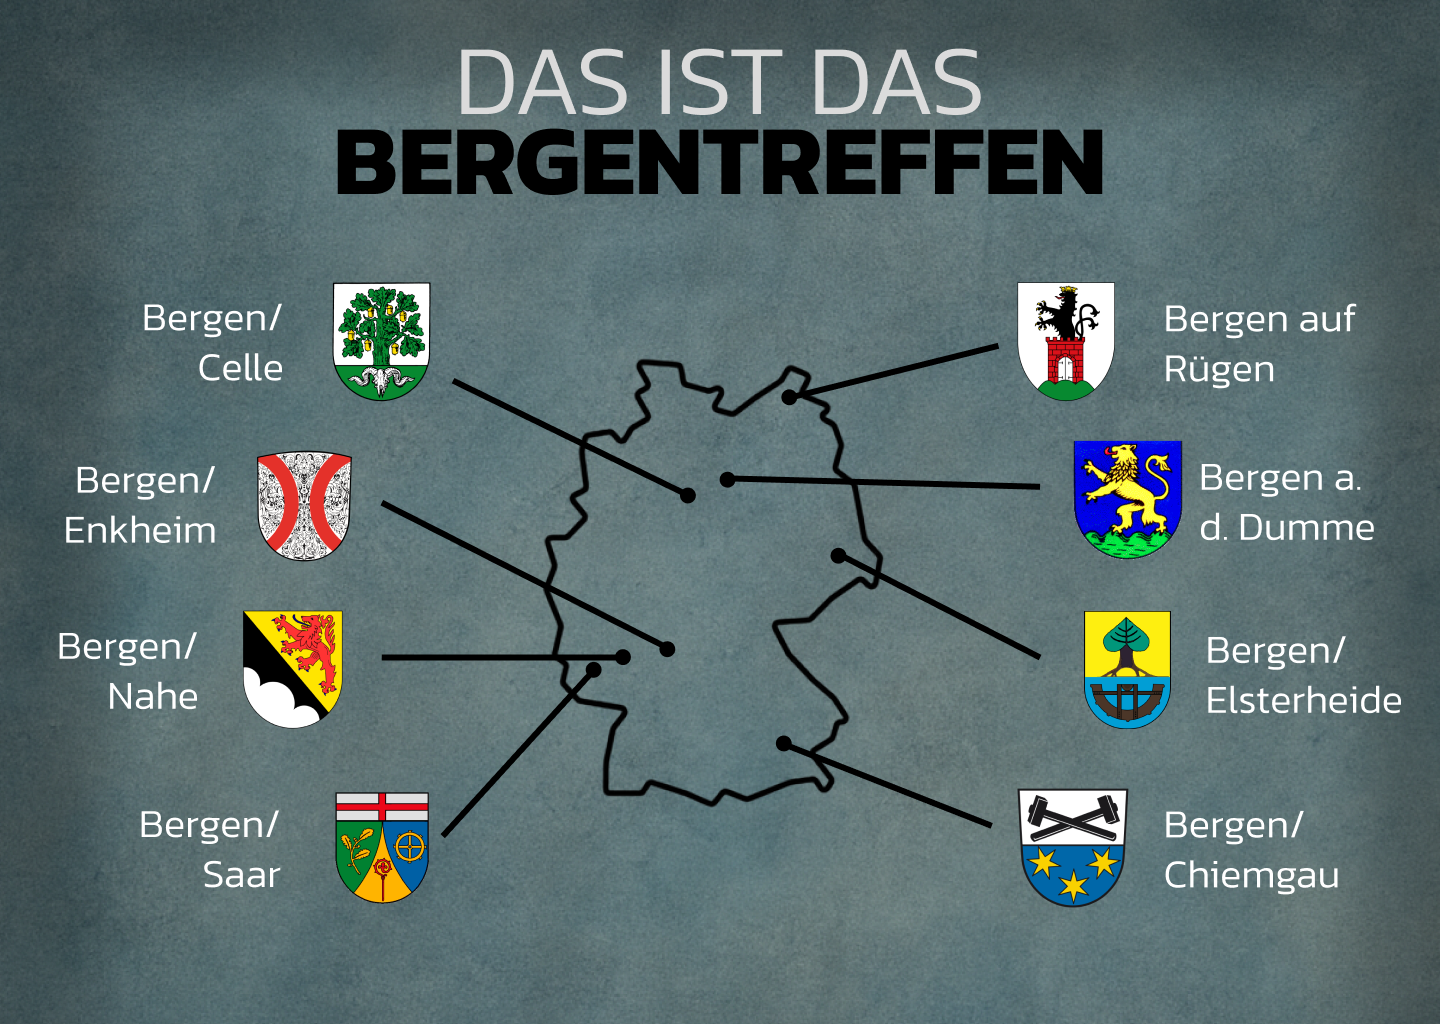 DAS IST DAS
BERGENTREFFEN
Bergen/
Celle
Bergen/
Enkheim
Bergen/
Nahe
Bergen/
Saar
Bergen auf
Rügen
Bergen a.
d. Dumme
Bergen/
Elsterheide
Bergen/
Chiemgau